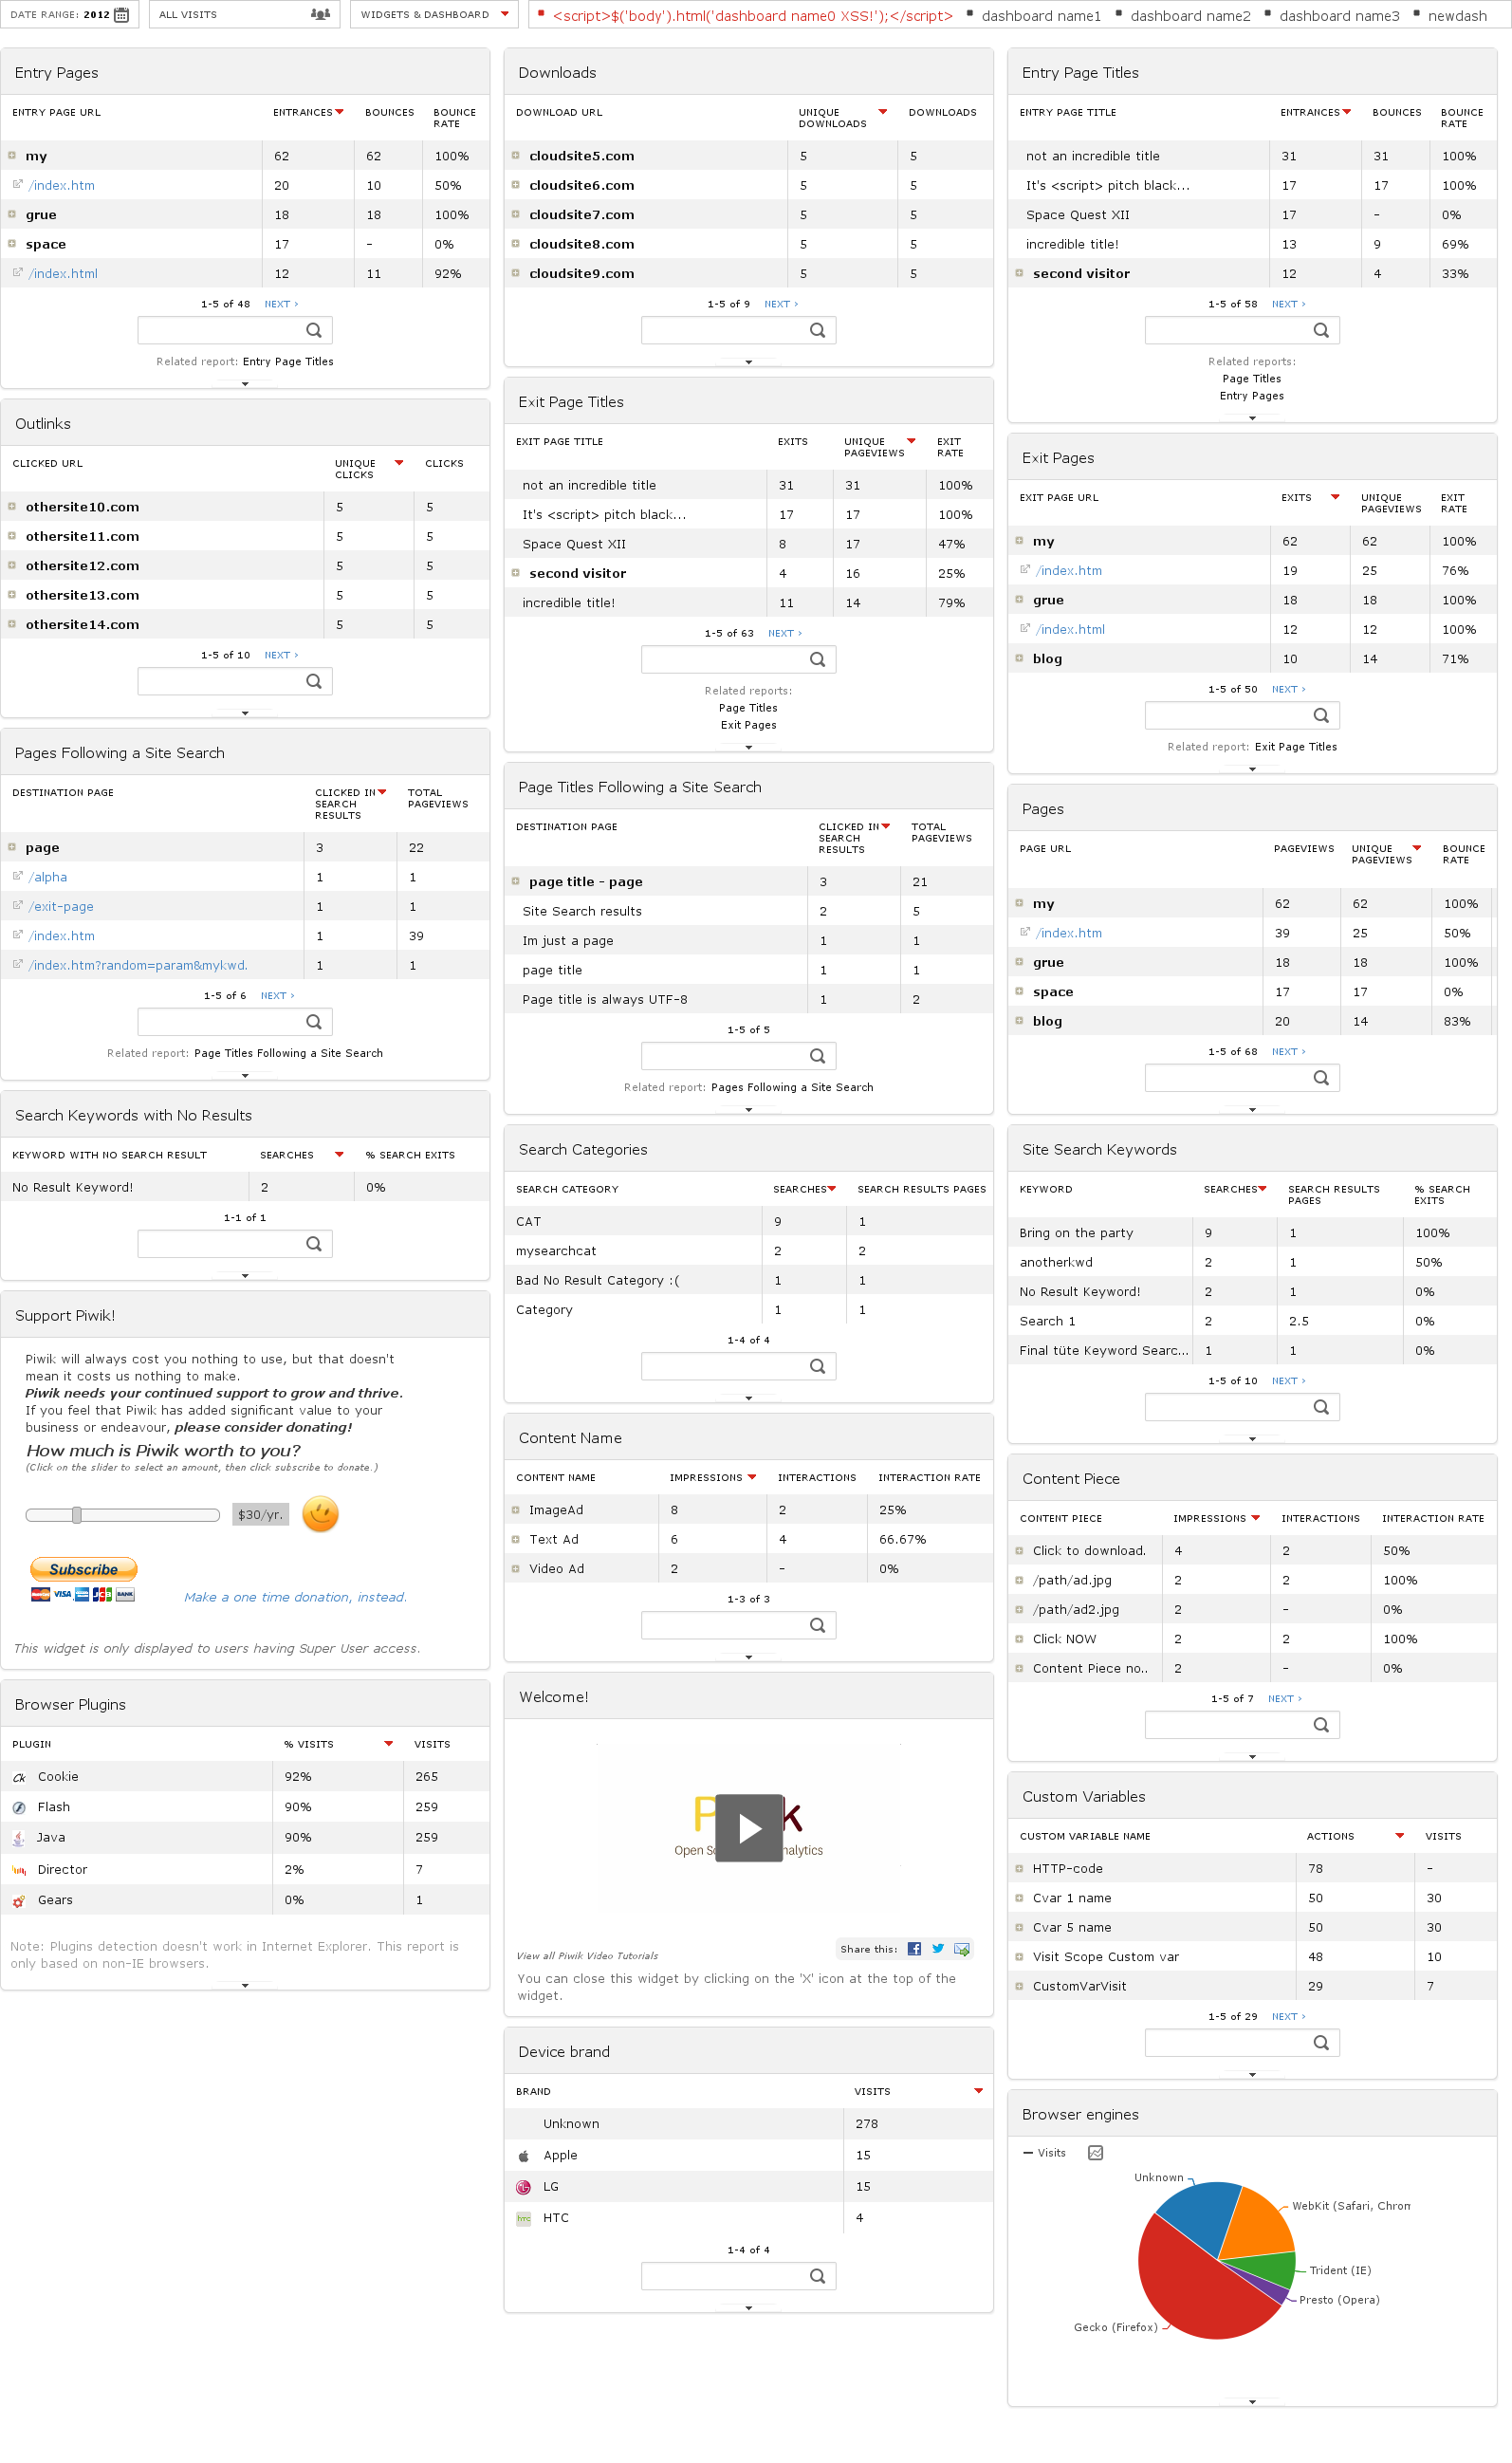 DATE RANGE: 2012
ALL VISITS
WIDGETS & DASHBOARD
<script>$('body').html('dashboard name0 XSS!');</script>
dashboard name1
dashboard name2
dashboard name3
newdash
Entry Pages
ENTRY PAGE URL ENTRANCES BOUNCES BOUNCE RATE
my 62 62 100%
/index.htm 20 10 50%
grue 18 18 100%
space 17 - 0%
/index.html 12 11 92%
1-5 of 48 NEXT ›
Related report: Entry Page Titles
Outlinks
CLICKED URL UNIQUE CLICKS CLICKS
othersite10.com 5 5
othersite11.com 5 5
othersite12.com 5 5
othersite13.com 5 5
othersite14.com 5 5
1-5 of 10 NEXT ›
Pages Following a Site Search
DESTINATION PAGE CLICKED IN SEARCH RESULTS TOTAL PAGEVIEWS
page 3 22
/alpha 1 1
/exit-page 1 1
/index.htm 1 39
/index.htm?random=param&mykwd. 1 1
1-5 of 6 NEXT ›
Related report: Page Titles Following a Site Search
Search Keywords with No Results
KEYWORD WITH NO SEARCH RESULT SEARCHES % SEARCH EXITS
No Result Keyword! 2 0%
1-1 of 1
Support Piwik!
Piwik will always cost you nothing to use, but that doesn't
mean it costs us nothing to make.
Piwik needs your continued support to grow and thrive.
If you feel that Piwik has added significant value to your
business or endeavour, please consider donating!
How much is Piwik worth to you?
(Click on the slider to select an amount, then click subscribe to donate.)
$30/yr.
Subscribe
VISA JCB BANK
Make a one time donation, instead.
This widget is only displayed to users having Super User access.
Browser Plugins
PLUGIN % VISITS VISITS
Cookie 92% 265
Flash 90% 259
Java 90% 259
Director 2% 7
Gears 0% 1
Note: Plugins detection doesn't work in Internet Explorer. This report is
only based on non-IE browsers.
Downloads
DOWNLOAD URL UNIQUE DOWNLOADS DOWNLOADS
cloudsite5.com 5 5
cloudsite6.com 5 5
cloudsite7.com 5 5
cloudsite8.com 5 5
cloudsite9.com 5 5
1-5 of 9 NEXT ›
Exit Page Titles
EXIT PAGE TITLE EXITS UNIQUE PAGEVIEWS EXIT RATE
not an incredible title 31 31 100%
It's <script> pitch black... 17 17 100%
Space Quest XII 8 17 47%
second visitor 4 16 25%
incredible title! 11 14 79%
1-5 of 63 NEXT ›
Related reports:
Page Titles
Exit Pages
Page Titles Following a Site Search
DESTINATION PAGE CLICKED IN SEARCH RESULTS TOTAL PAGEVIEWS
page title - page 3 21
Site Search results 2 5
Im just a page 1 1
page title 1 1
Page title is always UTF-8 1 2
1-5 of 5
Related report: Pages Following a Site Search
Search Categories
SEARCH CATEGORY SEARCHES SEARCH RESULTS PAGES
CAT 9 1
mysearchcat 2 2
Bad No Result Category :( 1 1
Category 1 1
1-4 of 4
Content Name
CONTENT NAME IMPRESSIONS INTERACTIONS INTERACTION RATE
ImageAd 8 2 25%
Text Ad 6 4 66.67%
Video Ad 2 - 0%
1-3 of 3
Welcome!
P k
Open S alytics
View all Piwik Video Tutorials
Share this:
You can close this widget by clicking on the 'X' icon at the top of the
widget.
Device brand
BRAND VISITS
Unknown 278
Apple 15
LG 15
HTC 4
1-4 of 4
Entry Page Titles
ENTRY PAGE TITLE ENTRANCES BOUNCES BOUNCE RATE
not an incredible title 31 31 100%
It's <script> pitch black... 17 17 100%
Space Quest XII 17 - 0%
incredible title! 13 9 69%
second visitor 12 4 33%
1-5 of 58 NEXT ›
Related reports:
Page Titles
Entry Pages
Exit Pages
EXIT PAGE URL EXITS UNIQUE PAGEVIEWS EXIT RATE
my 62 62 100%
/index.htm 19 25 76%
grue 18 18 100%
/index.html 12 12 100%
blog 10 14 71%
1-5 of 50 NEXT ›
Related report: Exit Page Titles
Pages
PAGE URL PAGEVIEWS UNIQUE PAGEVIEWS BOUNCE RATE
my 62 62 100%
/index.htm 39 25 50%
grue 18 18 100%
space 17 17 0%
blog 20 14 83%
1-5 of 68 NEXT ›
Site Search Keywords
KEYWORD SEARCHES SEARCH RESULTS PAGES % SEARCH EXITS
Bring on the party 9 1 100%
anotherkwd 2 1 50%
No Result Keyword! 2 1 0%
Search 1 2 2.5 0%
Final tüte Keyword Searc... 1 1 0%
1-5 of 10 NEXT ›
Content Piece
CONTENT PIECE IMPRESSIONS INTERACTIONS INTERACTION RATE
Click to download. 4 2 50%
/path/ad.jpg 2 2 100%
/path/ad2.jpg 2 - 0%
Click NOW 2 2 100%
Content Piece no.. 2 - 0%
1-5 of 7 NEXT ›
Custom Variables
CUSTOM VARIABLE NAME ACTIONS VISITS
HTTP-code 78 -
Cvar 1 name 50 30
Cvar 5 name 50 30
Visit Scope Custom var 48 10
CustomVarVisit 29 7
1-5 of 29 NEXT ›
Browser engines
Visits
Unknown
WebKit (Safari, Chrom
Trident (IE)
Presto (Opera)
Gecko (Firefox)